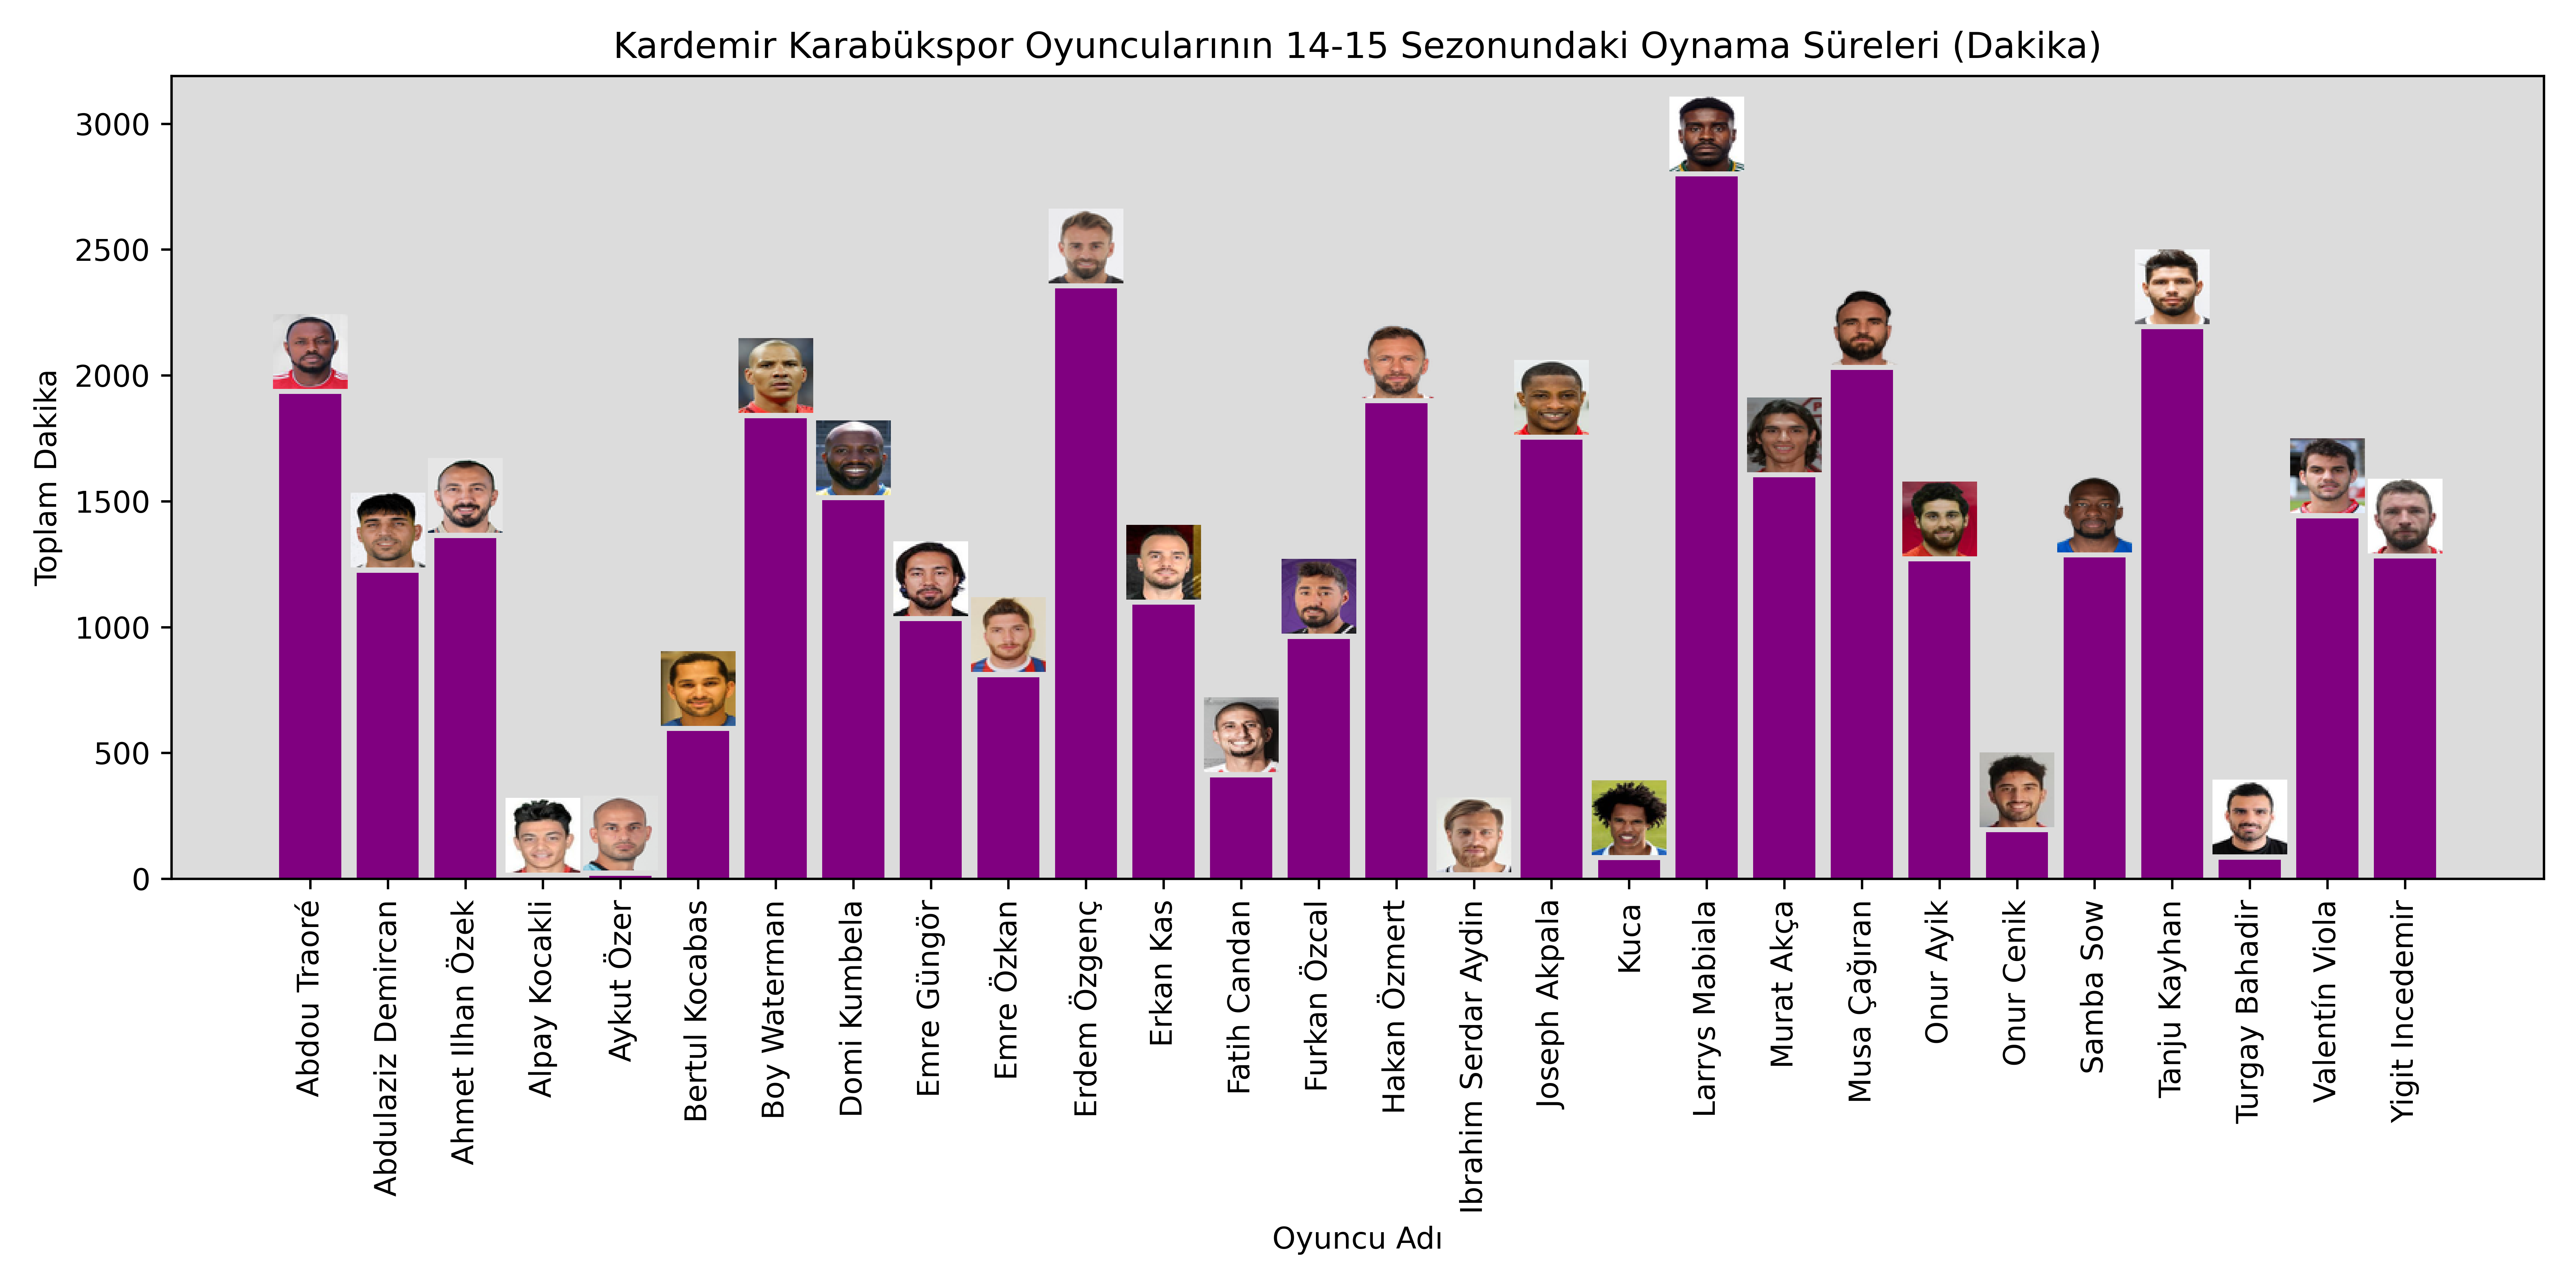 Kardemir Karabükspor Oyuncularının 14-15 Sezonundaki Oynama Süreleri (Dakika)
Toplam Dakika
3000
2500
2000
1500
1000
500
0
Abdou Traoré
Abdulaziz Demircan
Ahmet Ilhan Özek
Alpay Kocakli
Aykut Özer
Bertul Kocabas
Boy Waterman
Domi Kumbela
Emre Güngör
Emre Özkan
Erdem Özgenç
Erkan Kas
Fatih Candan
Furkan Özcal
Hakan Özmert
Ibrahim Serdar Aydin
Joseph Akpala
Kuca
Larrys Mabiala
Murat Akça
Musa Çağıran
Onur Ayik
Onur Cenik
Samba Sow
Tanju Kayhan
Turgay Bahadir
Valentín Viola
Yigit Incedemir
Oyuncu Adı